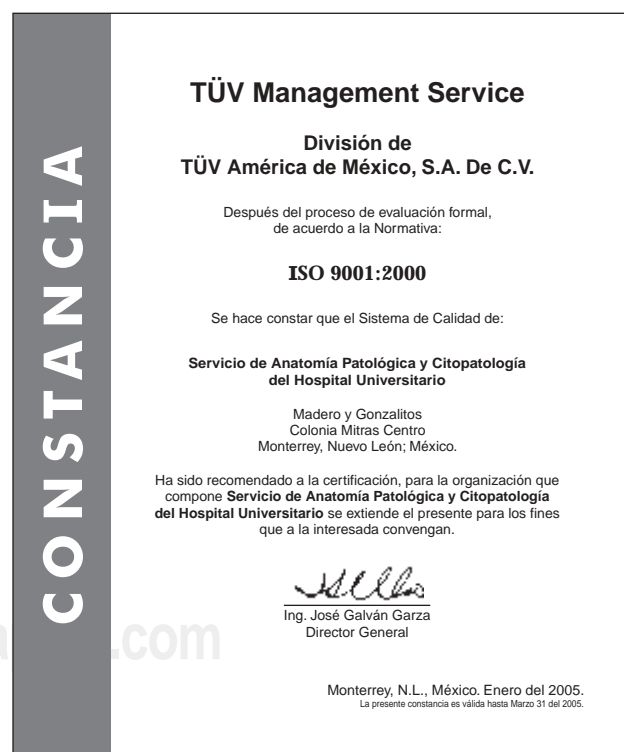 CONSTANCIA
TÜV Management Service
División de
TÜV América de México, S.A. De C.V.
Después del proceso de evaluación formal,
de acuerdo a la Normativa:
ISO 9001:2000
Se hace constar que el Sistema de Calidad de:
Servicio de Anatomía Patológica y Citopatología
del Hospital Universitario
Madero y Gonzalitos
Colonia Mitras Centro
Monterrey, Nuevo León; México.
Ha sido recomendado a la certificación, para la organización que
compone Servicio de Anatomía Patológica y Citopatología
del Hospital Universitario se extiende el presente para los fines
que a la interesada convengan.
Ing. José Galván Garza
Director General
.com
Monterrey, N.L., México. Enero del 2005.
La presente constancia es válida hasta Marzo 31 del 2005.